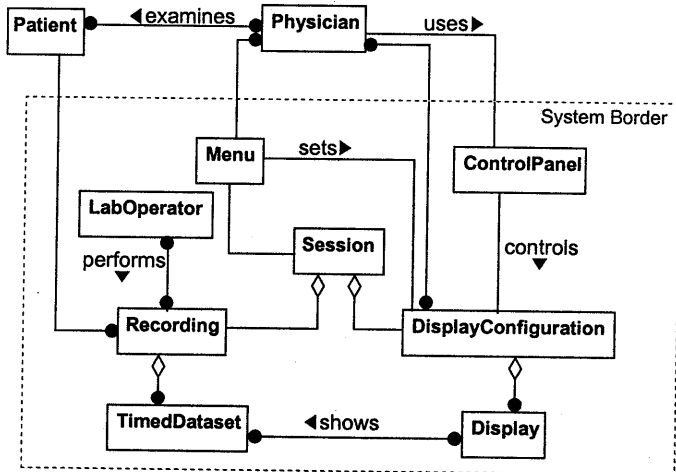 Patient
◀examines
Physician
uses▶
System Border
Menu
sets▶
ControlPanel
LabOperator
Session
performs
▼
controls
▼
Recording
DisplayConfiguration
TimedDataset
◀shows
Display